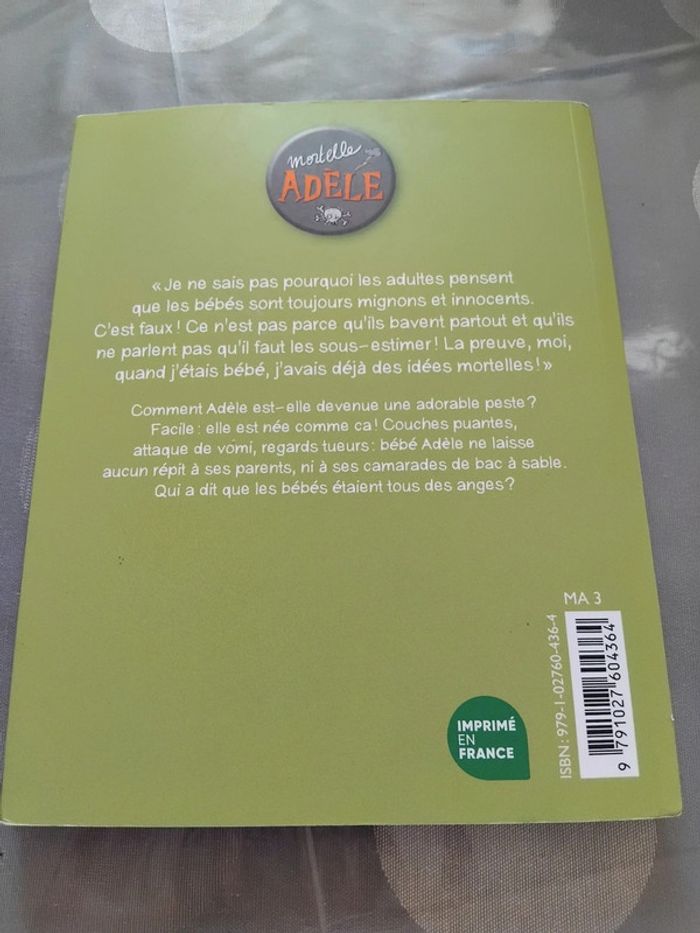 mortelle
ADÈLE
« Je ne sais pas pourquoi les adultes pensent
que les bébés sont toujours mignons et innocents.
C'est faux! Ce n'est pas parce qu'ils bavent partout et qu'ils
ne parlent pas qu'il faut les sous-estimer! La preuve, moi,
quand j'étais bébé, j'avais déjà des idées mortelles!»
Comment Adèle est-elle devenue une adorable peste?
Facile: elle est née comme ca! Couches puantes,
attaque de vomi, regards tueurs: bébé Adèle ne laisse
aucun répit à ses parents, ni à ses camarades de bac à sable.
Qui a dit que les bébés étaient tous des anges?
MA 3
ISBN: 979-1-02760-436-4
9 791027 604364
IMPRIMÉ
EN
FRANCE